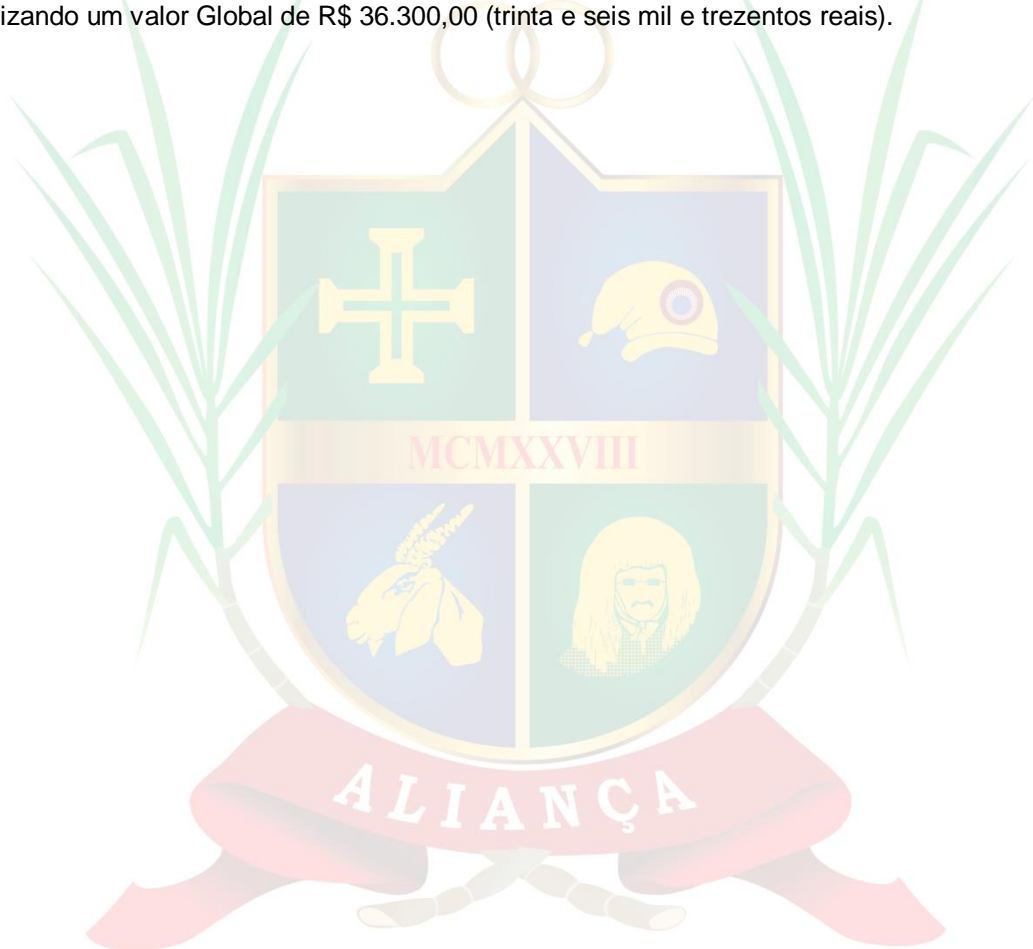 izando um valor Global de R$ 36.300,00 (trinta e seis mil e trezentos reais).
MCMXXVIII
ALIANÇA